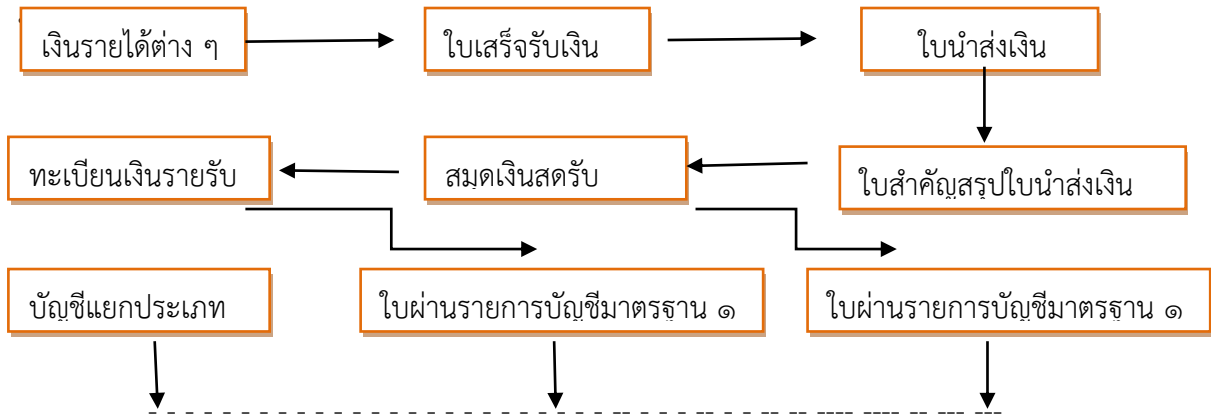 เงินรายได้ต่าง ๆ
ใบเสร็จรับเงิน
ใบนำส่งเงิน
ทะเบียนเงินรายรับ
สมุดเงินสดรับ
ใบสำคัญสรุปใบนำส่งเงิน
บัญชีแยกประเภท
ใบผ่านรายการบัญชีมาตรฐาน ๑
ใบผ่านรายการบัญชีมาตรฐาน ๑